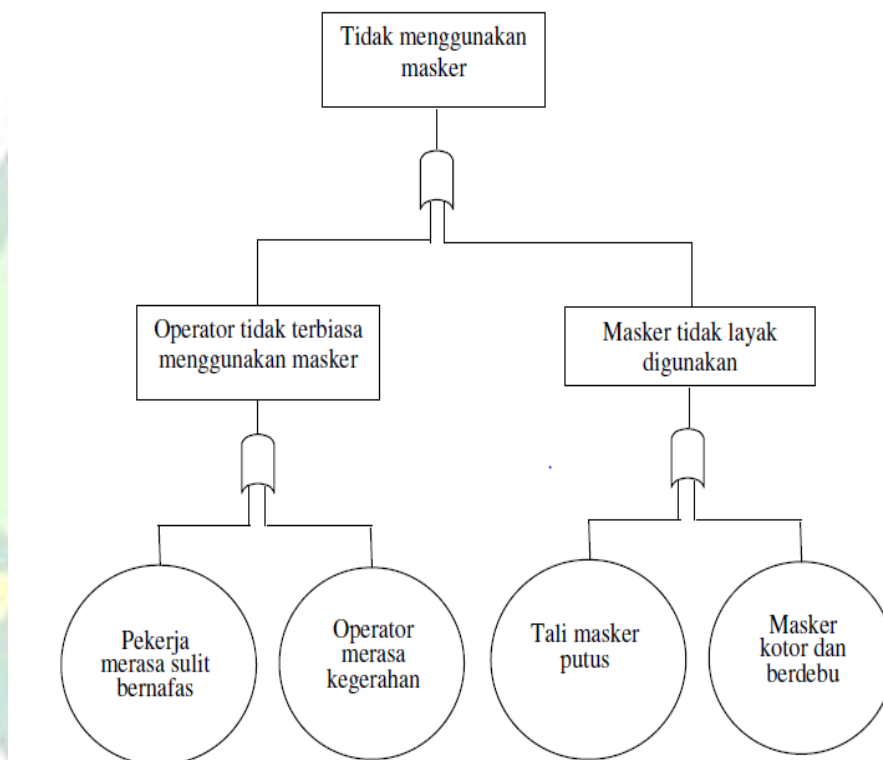 Tidak menggunakan
masker
Operator tidak terbiasa
menggunakan masker
Masker tidak layak
digunakan
Pekerja
merasa sulit
bernafas
Operator
merasa
kegerahan
Tali masker
putus
Masker
kotor dan
berdebu